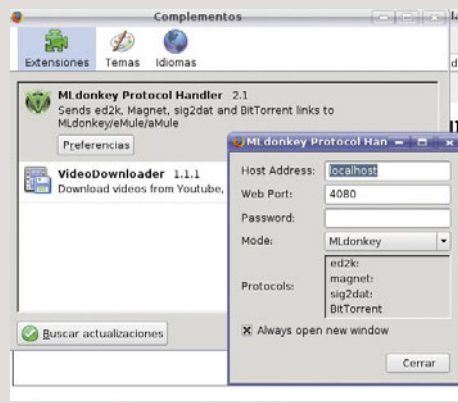 Complementos
Extensiones
Temas
Idiomas
MLdonkey Protocol Handler 2.1
Sends ed2k, Magnet, sig2dat and BitTorrent links to
MLdonkey/eMule/aMule
Preferencias
VideoDownloader 1.1.1
Download videos from Youtube,
Buscar actualizaciones
MLdonkey Protocol Han
Host Address: localhost
Web Port: 4080
Password:
Mode: MLdonkey
Protocols:
ed2k:
magnet:
sig2dat:
BitTorrent
Always open new window
Cerrar